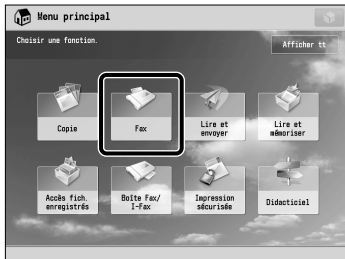 Menu principal
Choisir une fonction.
Afficher tt
Copie
Fax
Lire et
envoyer
Lire et
mémoriser
Accès fich.
enregistrés
Boîte Fax/
I-Fax
Impression
sécurisée
Didacticiel